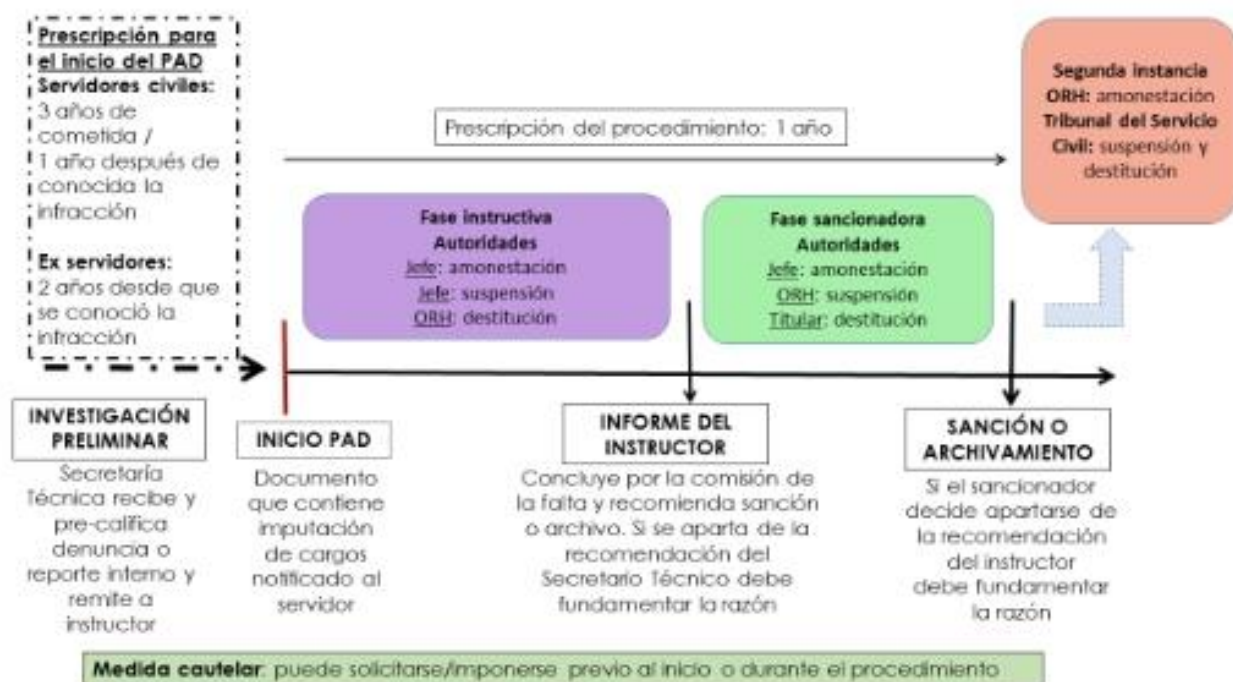 Prescripción para
el inicio del PAD
Servidores civiles:
3 años de
cometida /
1 año después de
conocida la
infracción
Ex servidores:
2 años desde que
se conoció la
infracción
Prescripción del procedimiento: 1 año
Segunda instancia
ORH: amonestación
Tribunal del Servicio
Civil: suspensión y
destitución
Fase instructiva
Autoridades
Jefe: amonestación
Jefe: suspensión
ORH: destitución
Fase sancionadora
Autoridades
Jefe: amonestación
ORH: suspensión
Titular: destitución
INVESTIGACIÓN
PRELIMINAR
Secretaría
Técnica recibe y
pre-califica
denuncia o
reporte interno y
remite a
instructor
INICIO PAD
Documento
que contiene
imputación
de cargos
notificado al
servidor
INFORME DEL
INSTRUCTOR
Concluye por la comisión de
la falta y recomienda sanción
o archivo. Si se aparta de la
recomendación del
Secretario Técnico debe
fundamentar la razón
SANCIÓN O
ARCHIVAMIENTO
Si el sancionador
decide apartarse de
la recomendación
del instructor
debe fundamentar
la razón
Medida cautelar: puede solicitarse/imponerse previo al inicio o durante el procedimiento